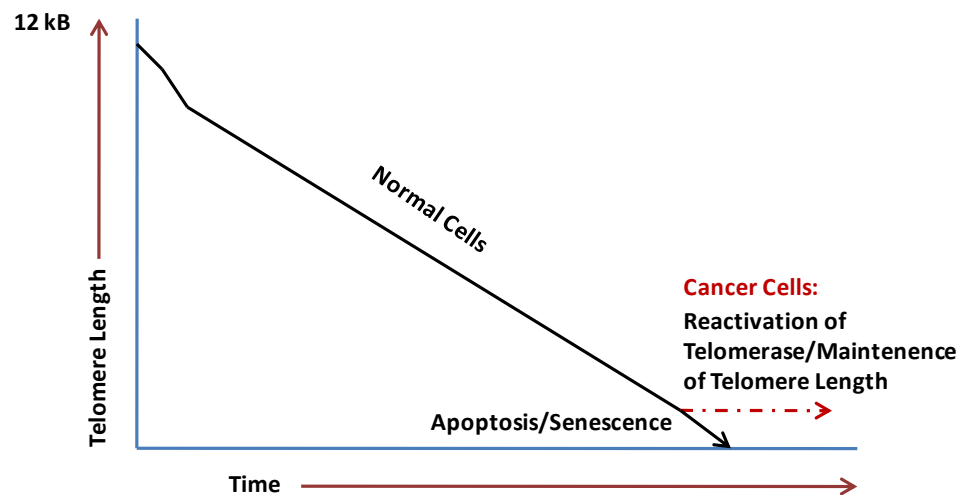 12 kB
Telomere Length
Normal Cells
Cancer Cells:
Reactivation of
Telomerase/Maintenence
of Telomere Length
Apoptosis/Senescence
Time